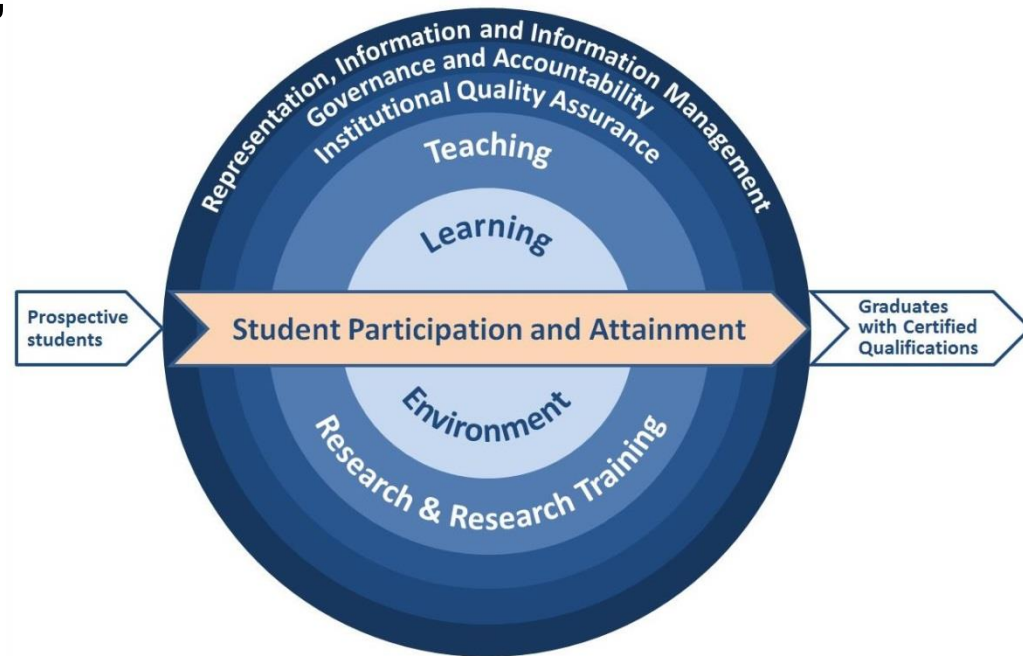 Representation, Information and Information Management
Governance and Accountability
Institutional Quality Assurance
Teaching
Learning
Prospective
students
Student Participation and Attainment
Graduates
with Certified
Qualifications
Environment
Research & Research Training